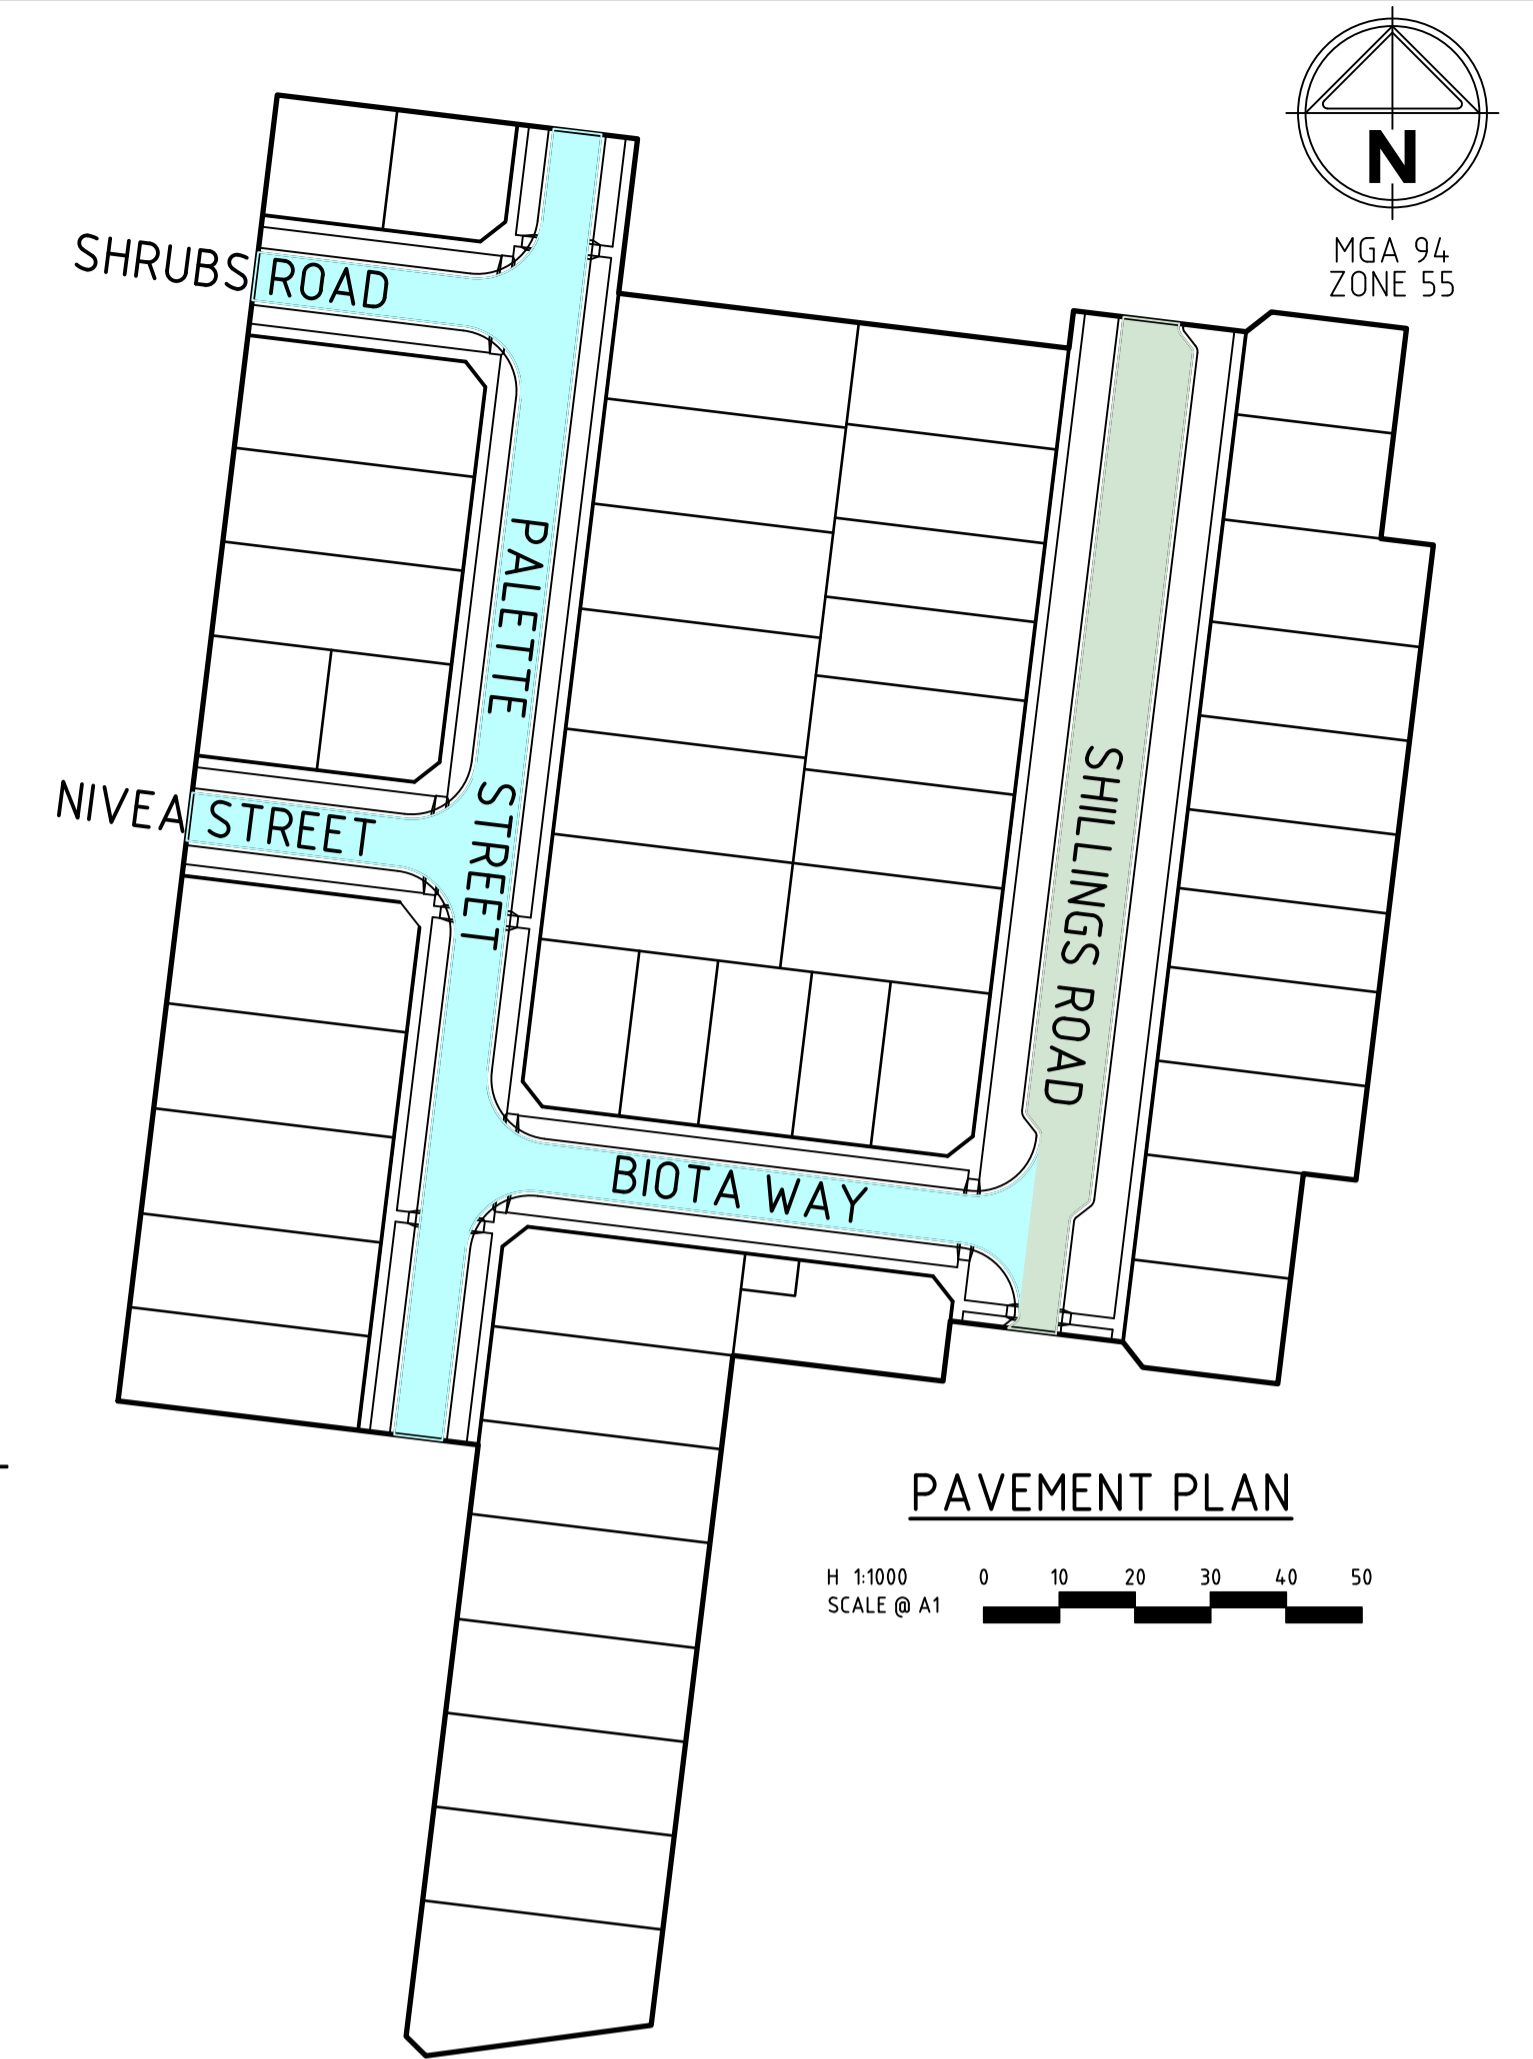 N
MGA 94
ZONE 55
SHRUBS ROAD
PALETTE STREET
NIVEA STREET
SHILLINGS ROAD
BIOTA WAY
PAVEMENT PLAN
H 1:1000
SCALE @ A1
0 10 20 30 40 50